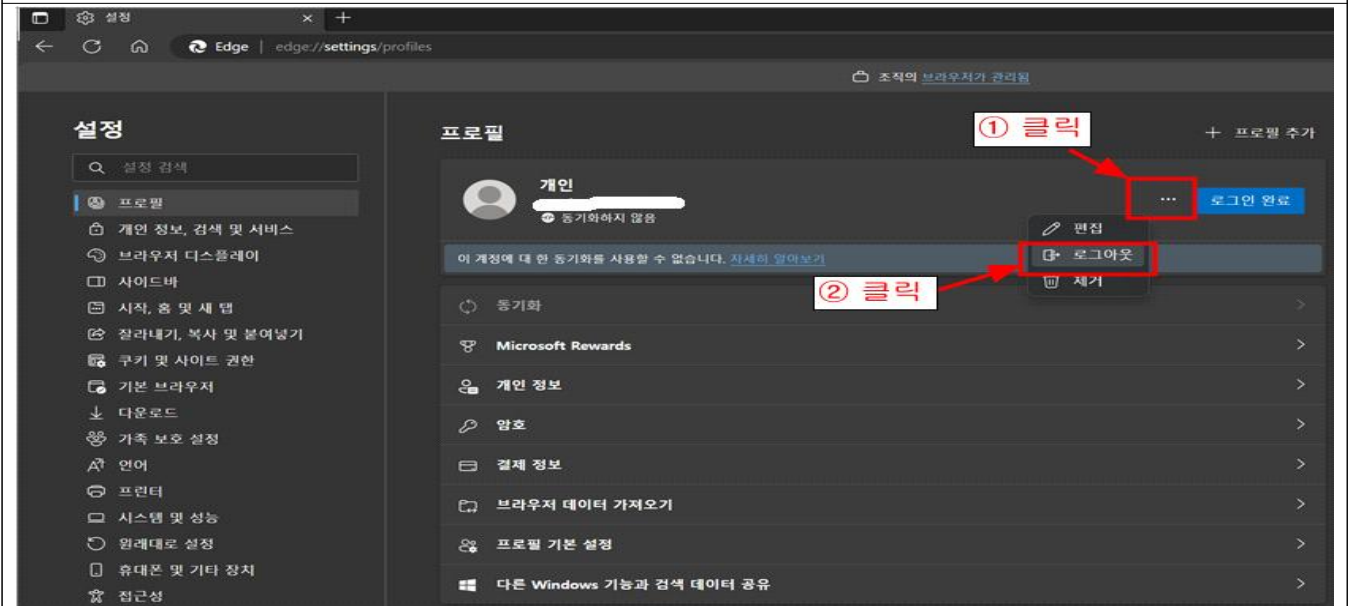 설정
Edge | edge://settings/profiles
조직의 브라우저가 관리됨
설정
설정 검색
프로필
개인 정보, 검색 및 서비스
브라우저 디스플레이
사이드바
시작, 홈 및 새 탭
잘라내기, 복사 및 붙여넣기
쿠키 및 사이트 권한
기본 브라우저
다운로드
가족 보호 설정
언어
프린터
시스템 및 성능
원래대로 설정
휴대폰 및 기타 장치
접근성
프로필
① 클릭
프로필 추가
개인
동기화하지 않음
로그인 완료
편집
로그아웃
제거
이 계정에 대 한 동기화를 사용할 수 없습니다. 자세히 알아보기
② 클릭
동기화
Microsoft Rewards
개인 정보
암호
결제 정보
브라우저 데이터 가져오기
프로필 기본 설정
다른 Windows 기능과 검색 데이터 공유